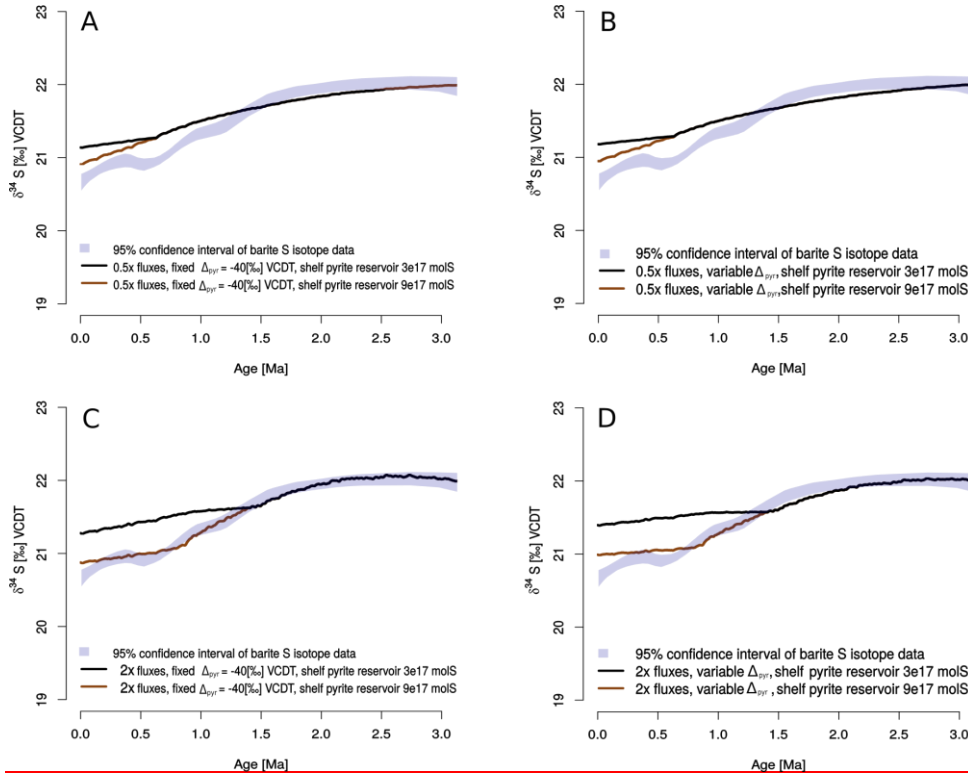 A
23
22
21
20
19
δ³⁴ S [‰] VCDT
95% confidence interval of barite S isotope data
0.5x fluxes, fixed Δpyr = -40[‰] VCDT, shelf pyrite reservoir 3e17 molS
0.5x fluxes, fixed Δpyr = -40[‰] VCDT, shelf pyrite reservoir 9e17 molS
0.0 0.5 1.0 1.5 2.0 2.5 3.0
Age [Ma]
B
23
22
21
20
19
δ³⁴ S [‰] VCDT
95% confidence interval of barite S isotope data
0.5x fluxes, variable Δpyr, shelf pyrite reservoir 3e17 molS
0.5x fluxes, variable Δpyr, shelf pyrite reservoir 9e17 molS
0.0 0.5 1.0 1.5 2.0 2.5 3.0
Age [Ma]
C
23
22
21
20
19
δ³⁴ S [‰] VCDT
95% confidence interval of barite S isotope data
2x fluxes, fixed Δpyr = -40[‰] VCDT, shelf pyrite reservoir 3e17 molS
2x fluxes, fixed Δpyr = -40[‰] VCDT, shelf pyrite reservoir 9e17 molS
0.0 0.5 1.0 1.5 2.0 2.5 3.0
Age [Ma]
D
23
22
21
20
19
δ³⁴ S [‰] VCDT
95% confidence interval of barite S isotope data
2x fluxes, variable Δpyr, shelf pyrite reservoir 3e17 molS
2x fluxes, variable Δpyr, shelf pyrite reservoir 9e17 molS
0.0 0.5 1.0 1.5 2.0 2.5 3.0
Age [Ma]